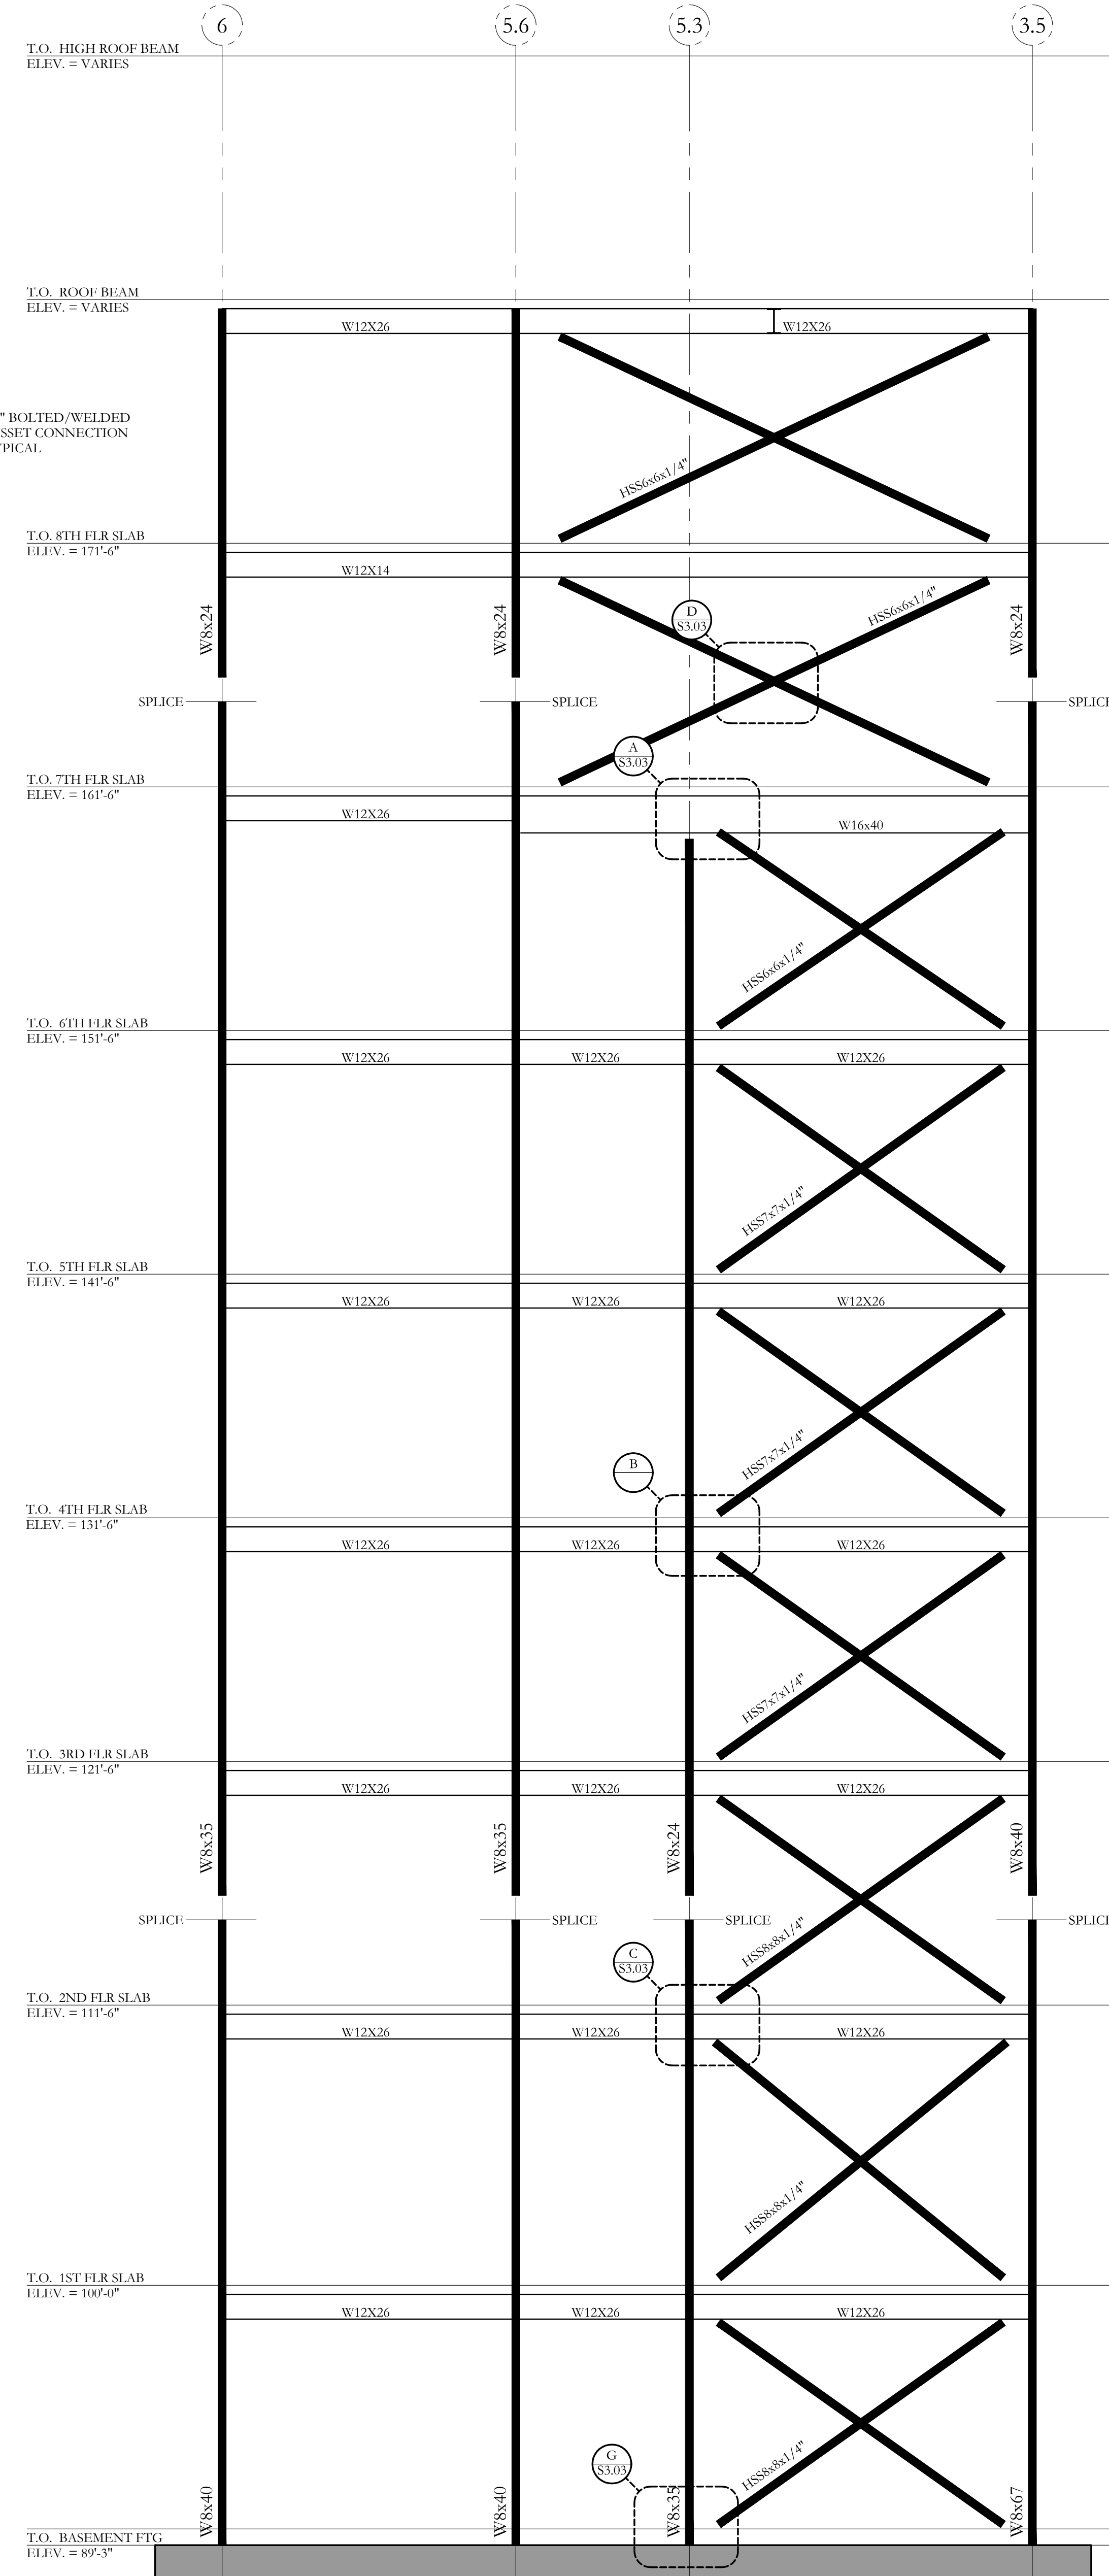 6 5.6 5.3 3.5
T.O. HIGH ROOF BEAM
ELEV. = VARIES
T.O. ROOF BEAM
ELEV. = VARIES
W12X26 W12X26
" BOLTED/WELDED
SSET CONNECTION
PICAL
HSS6x6x1/4"
T.O. 8TH FLR SLAB
ELEV. = 171'-6"
W12X14
W8x24 W8x24 W8x24
HSS6x6x1/4"
D
S3.03
SPLICE SPLICE SPLICE
A
S3.03
T.O. 7TH FLR SLAB
ELEV. = 161'-6"
W12X26 W16x40
HSS6x6x1/4"
T.O. 6TH FLR SLAB
ELEV. = 151'-6"
W12X26 W12X26 W12X26
HSS7x7x1/4"
T.O. 5TH FLR SLAB
ELEV. = 141'-6"
W12X26 W12X26 W12X26
HSS7x7x1/4"
B
T.O. 4TH FLR SLAB
ELEV. = 131'-6"
W12X26 W12X26 W12X26
HSS7x7x1/4"
T.O. 3RD FLR SLAB
ELEV. = 121'-6"
W12X26 W12X26 W12X26
W8x35 W8x35 W8x24 W8x40
SPLICE SPLICE SPLICE SPLICE
HSS8x8x1/4"
C
S3.03
T.O. 2ND FLR SLAB
ELEV. = 111'-6"
W12X26 W12X26 W12X26
HSS8x8x1/4"
T.O. 1ST FLR SLAB
ELEV. = 100'-0"
W12X26 W12X26 W12X26
HSS8x8x1/4"
G
S3.03
W8x40 W8x40 W8x35 W8x67
T.O. BASEMENT FTG
ELEV. = 89'-3"